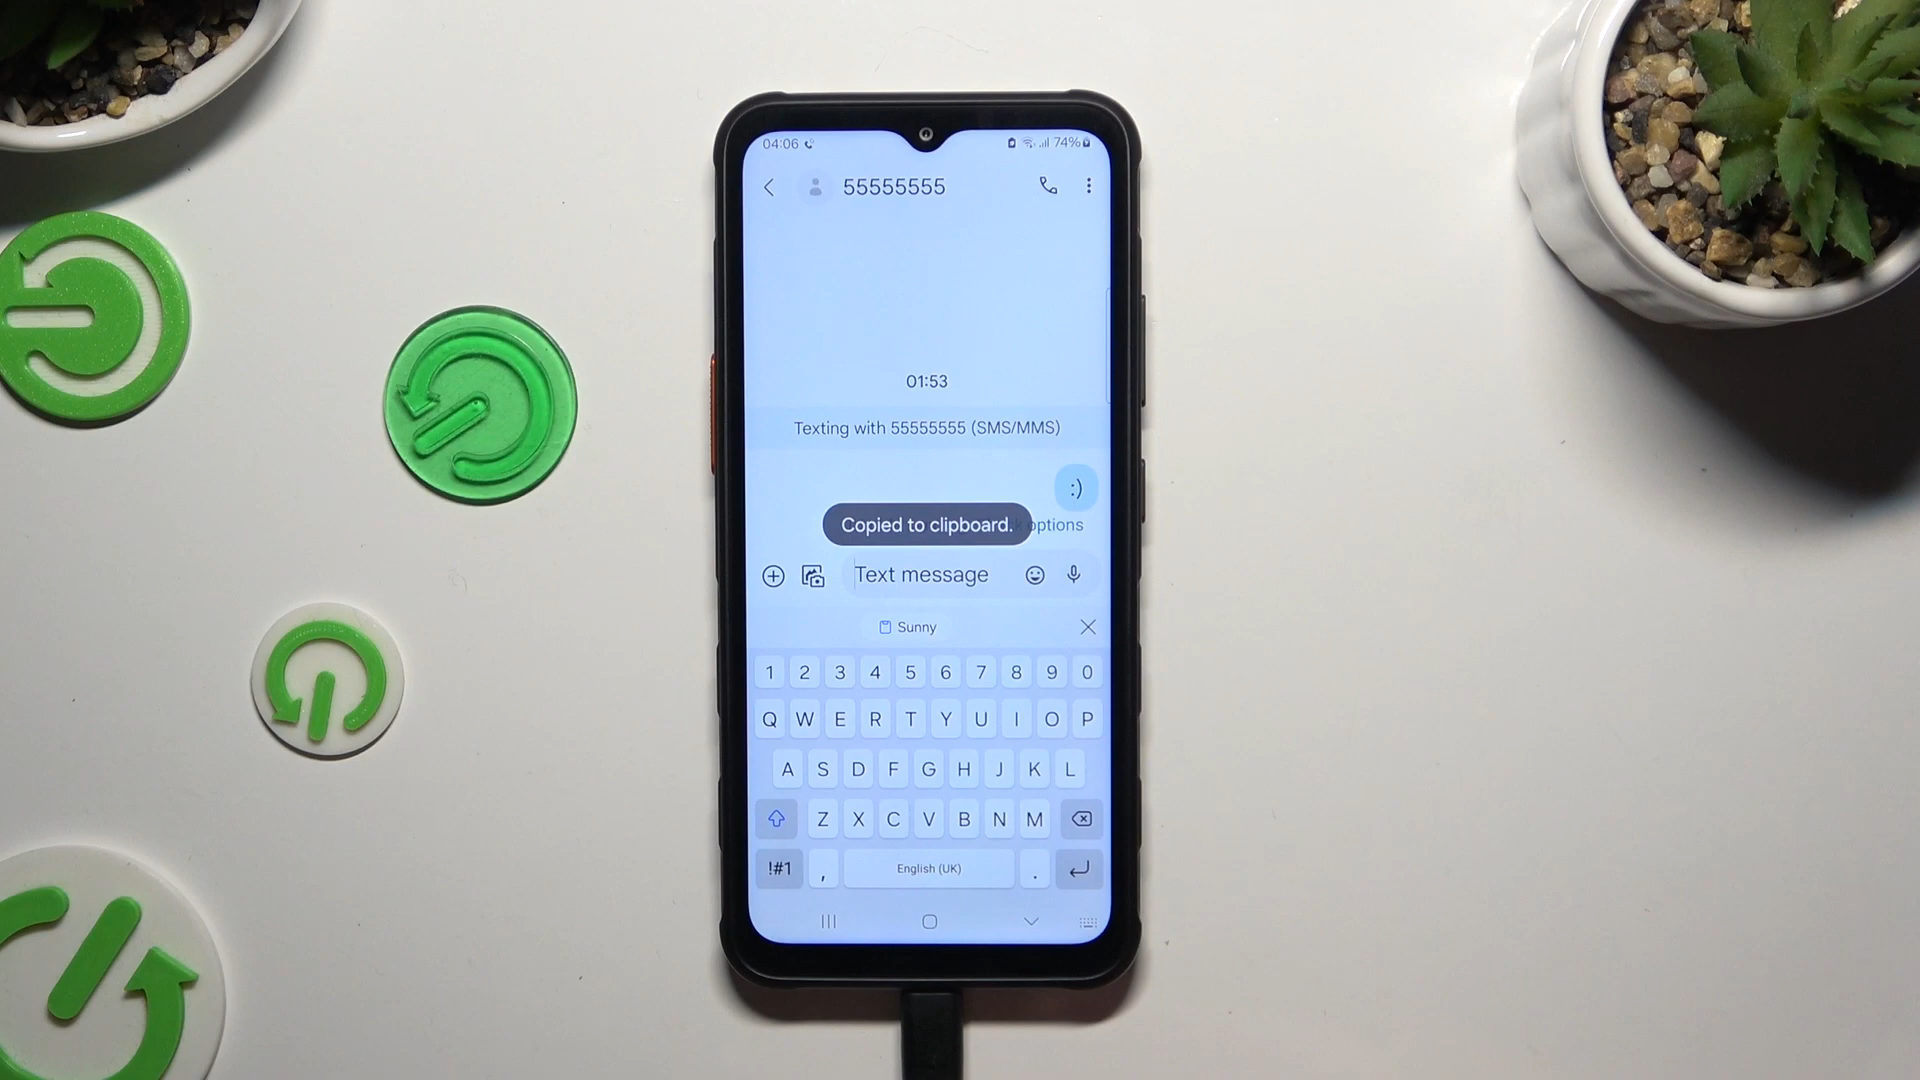 04:06 74%
55555555
01:53
Texting with 55555555 (SMS/MMS)
:)
Copied to clipboard. options
Text message
Sunny
1 2 3 4 5 6 7 8 9 0
Q W E R T Y U I O P
A S D F G H J K L
Z X C V B N M
!#1 , English (UK) .